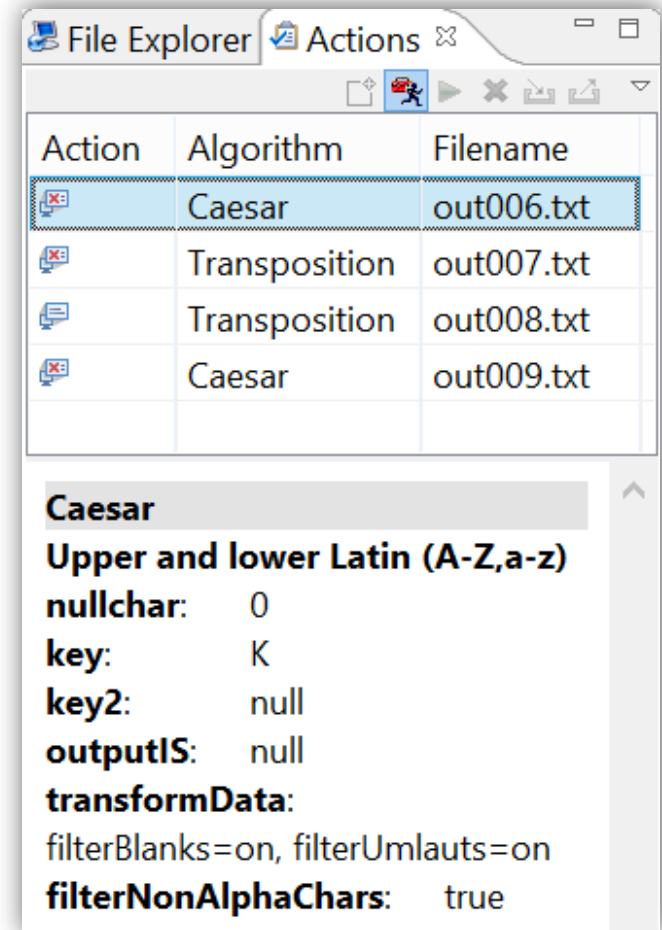 File Explorer Actions
Action Algorithm Filename
Caesar out006.txt
Transposition out007.txt
Transposition out008.txt
Caesar out009.txt
Caesar
Upper and lower Latin (A-Z,a-z)
nullchar: 0
key: K
key2: null
outputIS: null
transformData:
filterBlanks=on, filterUmlauts=on
filterNonAlphaChars: true